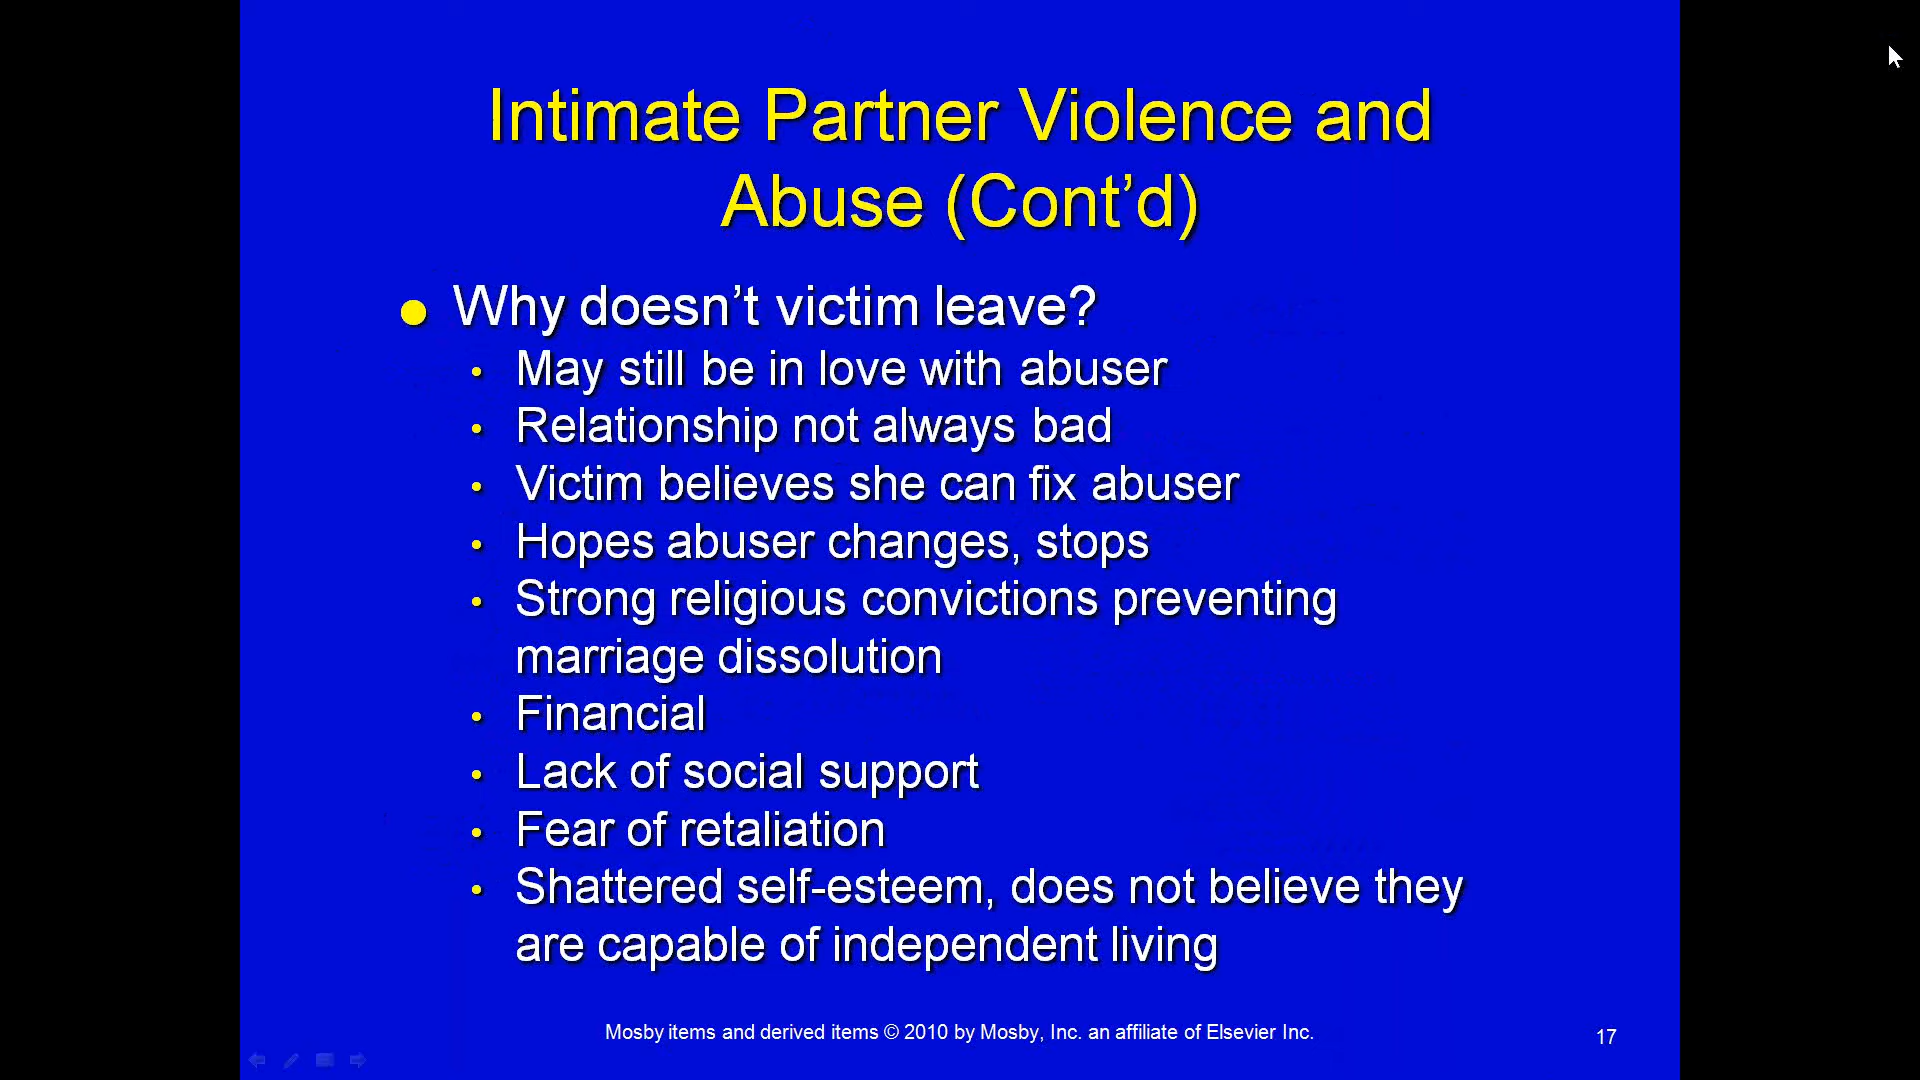 Intimate Partner Violence and
Abuse (Cont’d)
Why doesn’t victim leave?
May still be in love with abuser
Relationship not always bad
Victim believes she can fix abuser
Hopes abuser changes, stops
Strong religious convictions preventing
marriage dissolution
Financial
Lack of social support
Fear of retaliation
Shattered self-esteem, does not believe they
are capable of independent living
Mosby items and derived items © 2010 by Mosby, Inc. an affiliate of Elsevier Inc.
17